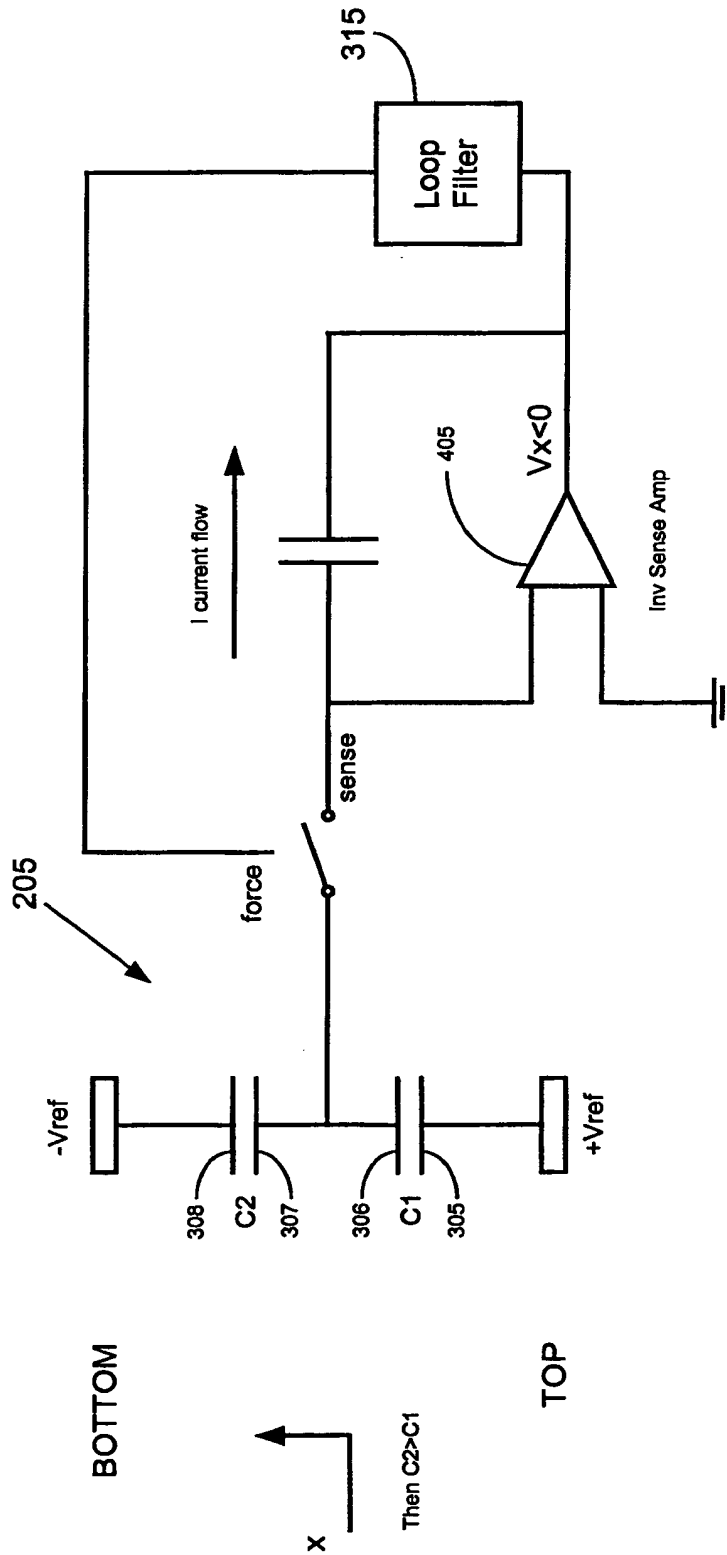 205
BOTTOM
-Vref
308
C2
307
306
C1
305
+Vref
TOP
X
Then C2>C1
force
sense
I current flow
Loop
Filter
315
Vx<0
405
Inv Sense Amp